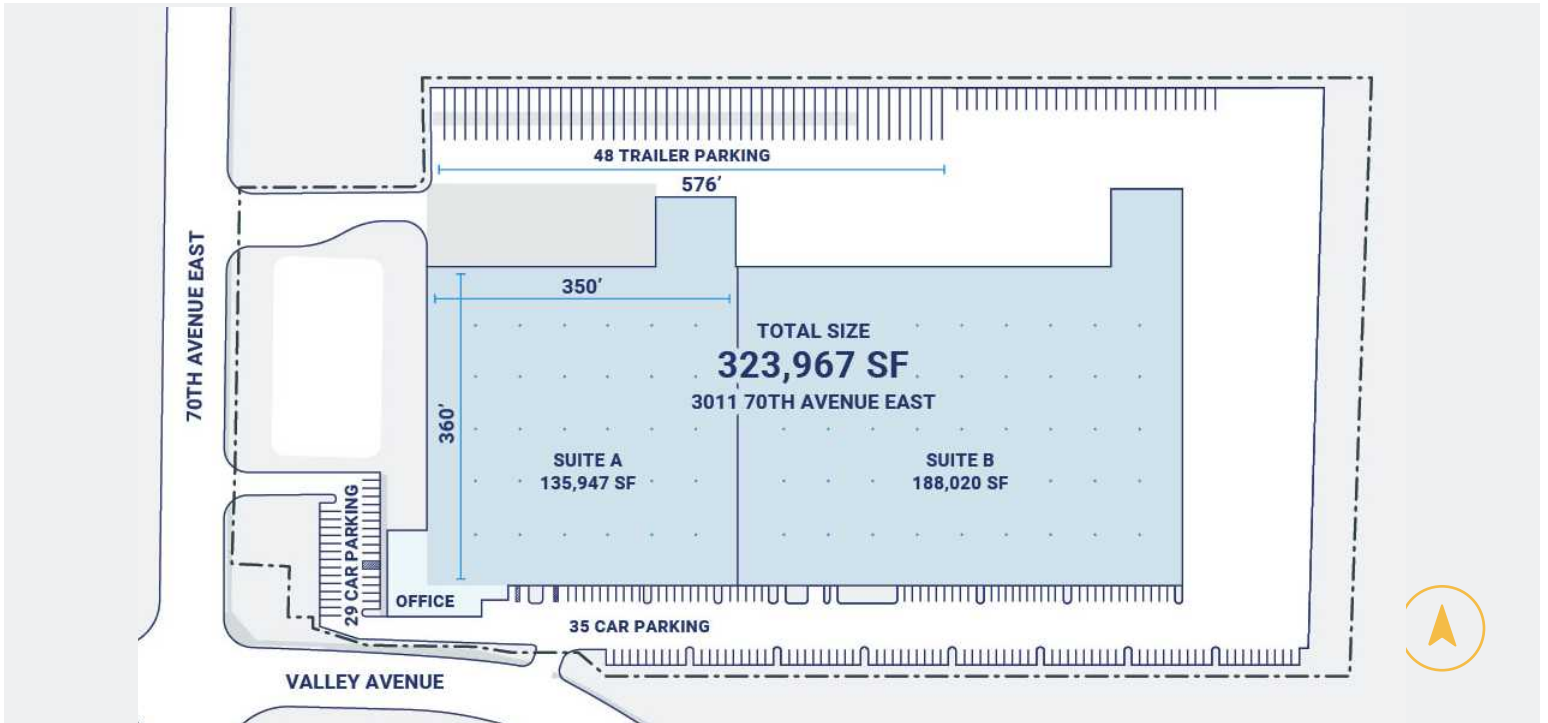 48 TRAILER PARKING
576’
350’
70TH AVENUE EAST
TOTAL SIZE
323,967 SF
3011 70TH AVENUE EAST
360’
SUITE A
135,947 SF
SUITE B
188,020 SF
29 CAR PARKING
OFFICE
35 CAR PARKING
VALLEY AVENUE